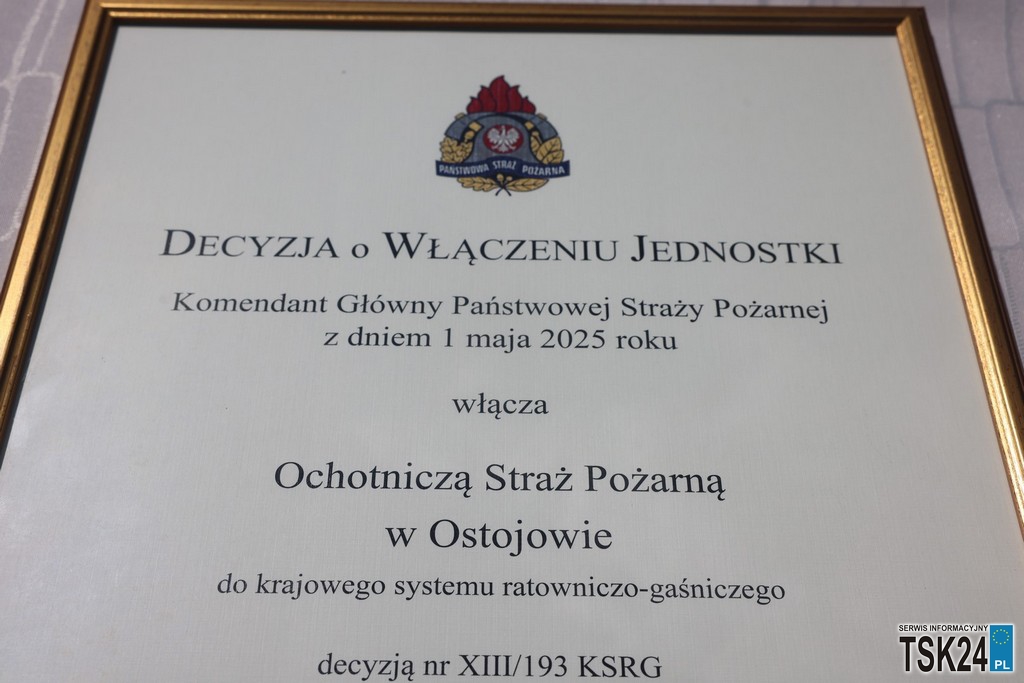 PAŃSTWOWA STRAŻ POŻARNA
DECYZJA O WŁĄCZENIU JEDNOSTKI
Komendant Główny Państwowej Straży Pożarnej
z dniem 1 maja 2025 roku
włącza
Ochotniczą Straż Pożarną
w Ostojowie
do krajowego systemu ratowniczo-gaśniczego
decyzją nr XIII/193 KSRG
SERWIS INFORMACYJNY
TSK24
PL